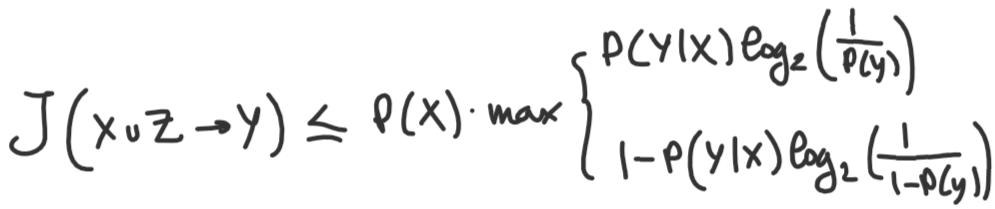 J(X ∪ Z → Y) ≤ P(X) · max { P(Y|X) log₂(1/P(y))
1-P(Y|X) log₂(1/1-P(y))